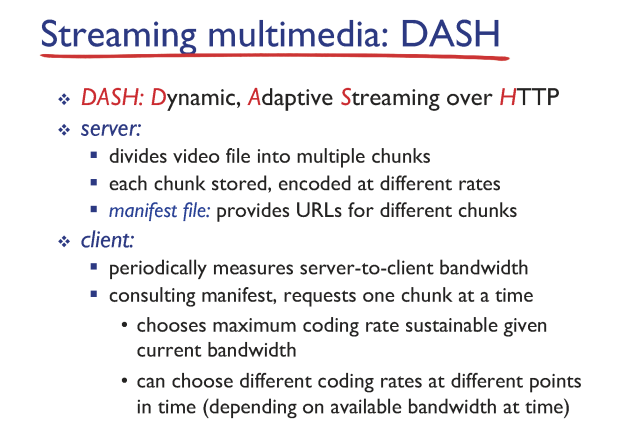 Streaming multimedia: DASH
❖ DASH: Dynamic, Adaptive Streaming over HTTP
❖ server:
▪ divides video file into multiple chunks
▪ each chunk stored, encoded at different rates
▪ manifest file: provides URLs for different chunks
❖ client:
▪ periodically measures server-to-client bandwidth
▪ consulting manifest, requests one chunk at a time
• chooses maximum coding rate sustainable given
current bandwidth
• can choose different coding rates at different points
in time (depending on available bandwidth at time)